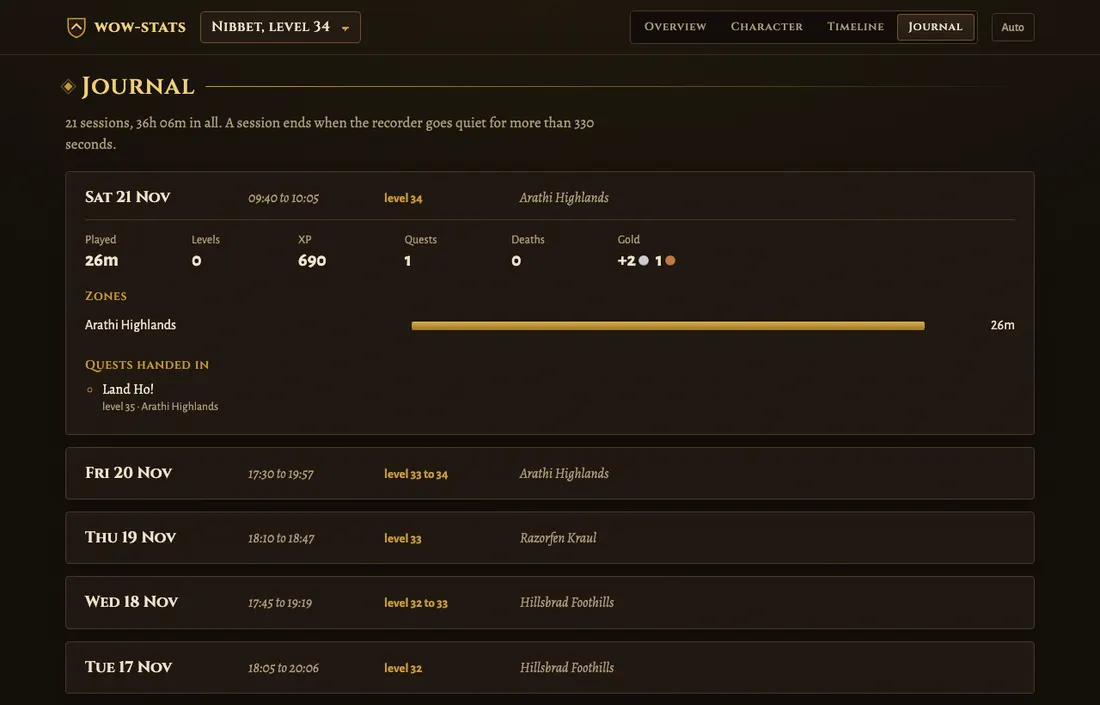 WOW-STATS
Nibbet, level 34
Overview
Character
Timeline
Journal
Auto
Journal
21 sessions, 36h 06m in all. A session ends when the recorder goes quiet for more than 330
seconds.
Sat 21 Nov 09:40 to 10:05 level 34 Arathi Highlands
Played Levels XP Quests Deaths Gold
26m 0 690 1 0 +2 1
Zones
Arathi Highlands 26m
Quests handed in
Land Ho!
level 35 · Arathi Highlands
Fri 20 Nov 17:30 to 19:57 level 33 to 34 Arathi Highlands
Thu 19 Nov 18:10 to 18:47 level 33 Razorfen Kraul
Wed 18 Nov 17:45 to 19:19 level 32 to 33 Hillsbrad Foothills
Tue 17 Nov 18:05 to 20:06 level 32 Hillsbrad Foothills